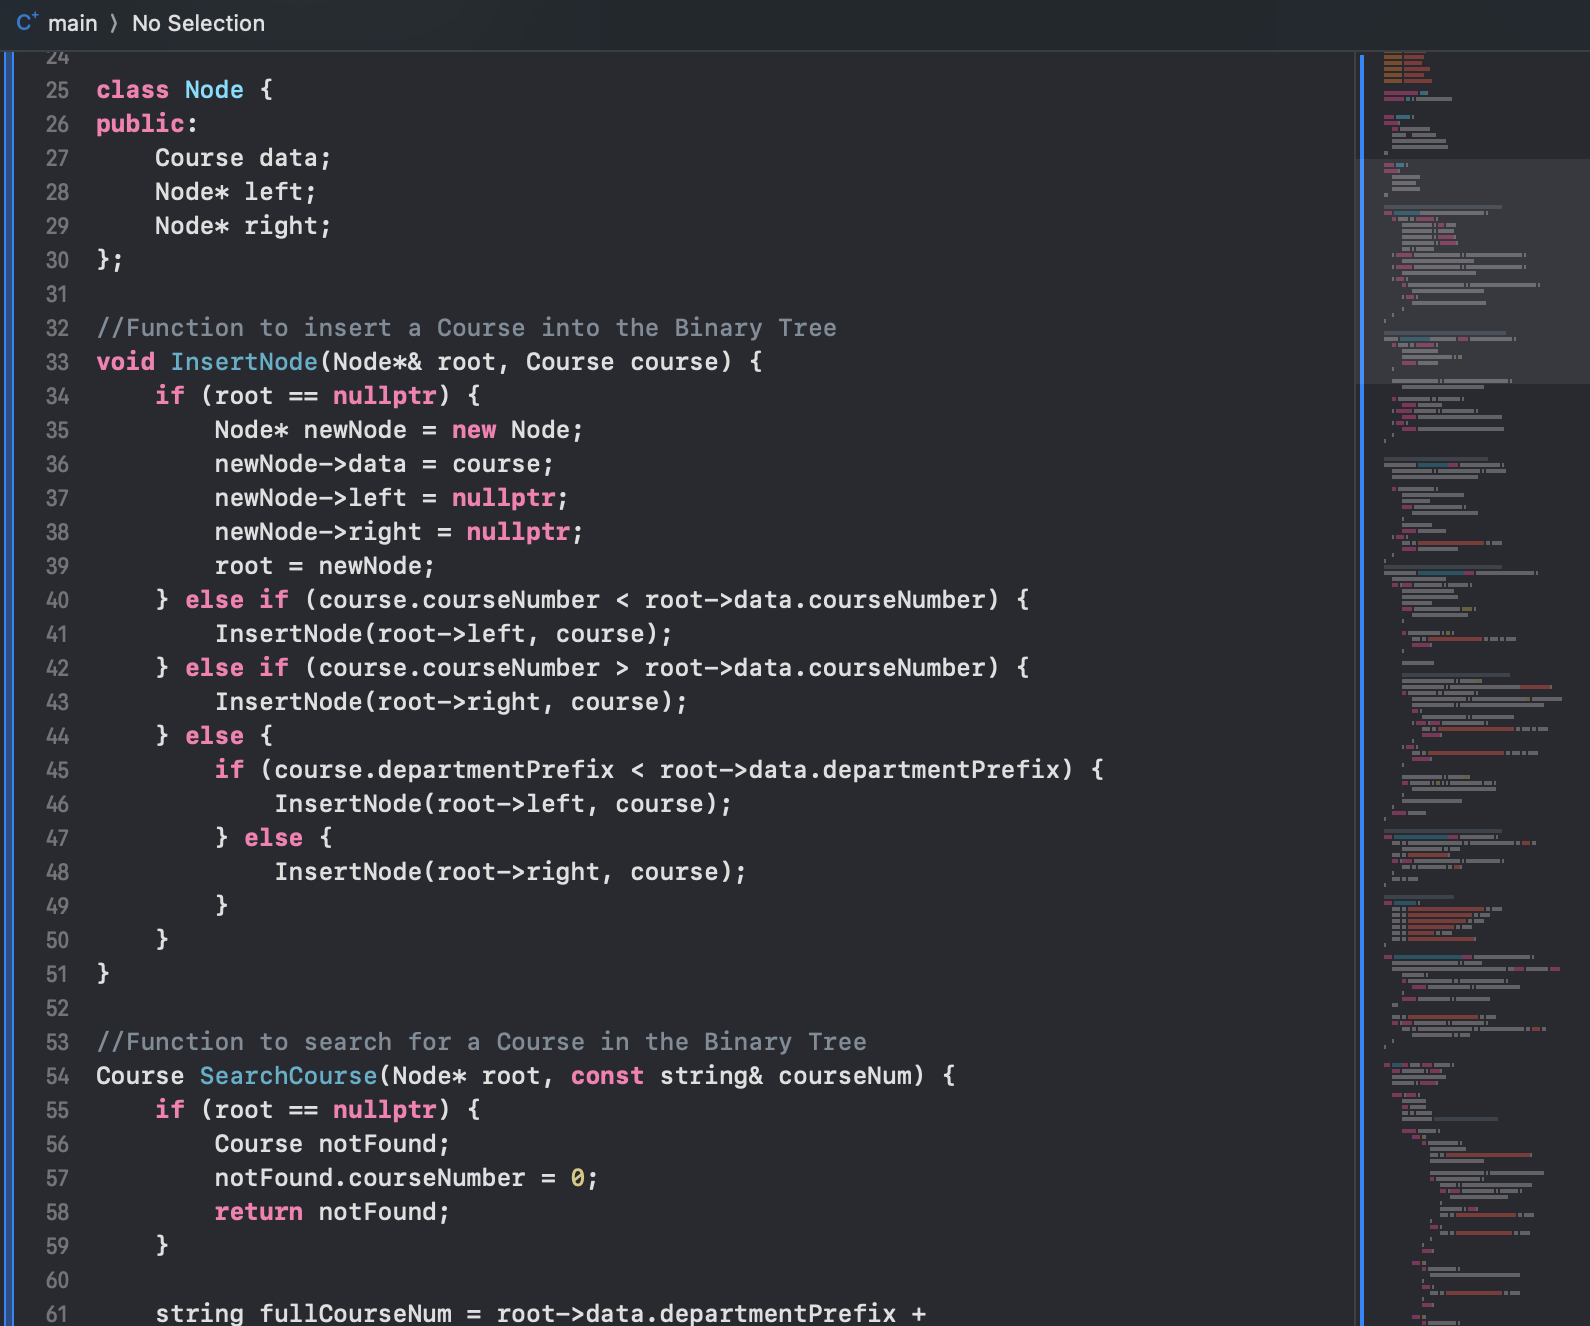 C+ main 〉 No Selection
24
25 class Node {
26 public:
27     Course data;
28     Node* left;
29     Node* right;
30 };
31
32 //Function to insert a Course into the Binary Tree
33 void InsertNode(Node*& root, Course course) {
34     if (root == nullptr) {
35         Node* newNode = new Node;
36         newNode->data = course;
37         newNode->left = nullptr;
38         newNode->right = nullptr;
39         root = newNode;
40     } else if (course.courseNumber < root->data.courseNumber) {
41         InsertNode(root->left, course);
42     } else if (course.courseNumber > root->data.courseNumber) {
43         InsertNode(root->right, course);
44     } else {
45         if (course.departmentPrefix < root->data.departmentPrefix) {
46             InsertNode(root->left, course);
47         } else {
48             InsertNode(root->right, course);
49         }
50     }
51 }
52
53 //Function to search for a Course in the Binary Tree
54 Course SearchCourse(Node* root, const string& courseNum) {
55     if (root == nullptr) {
56         Course notFound;
57         notFound.courseNumber = 0;
58         return notFound;
59     }
60
61     string fullCourseNum = root->data.departmentPrefix +